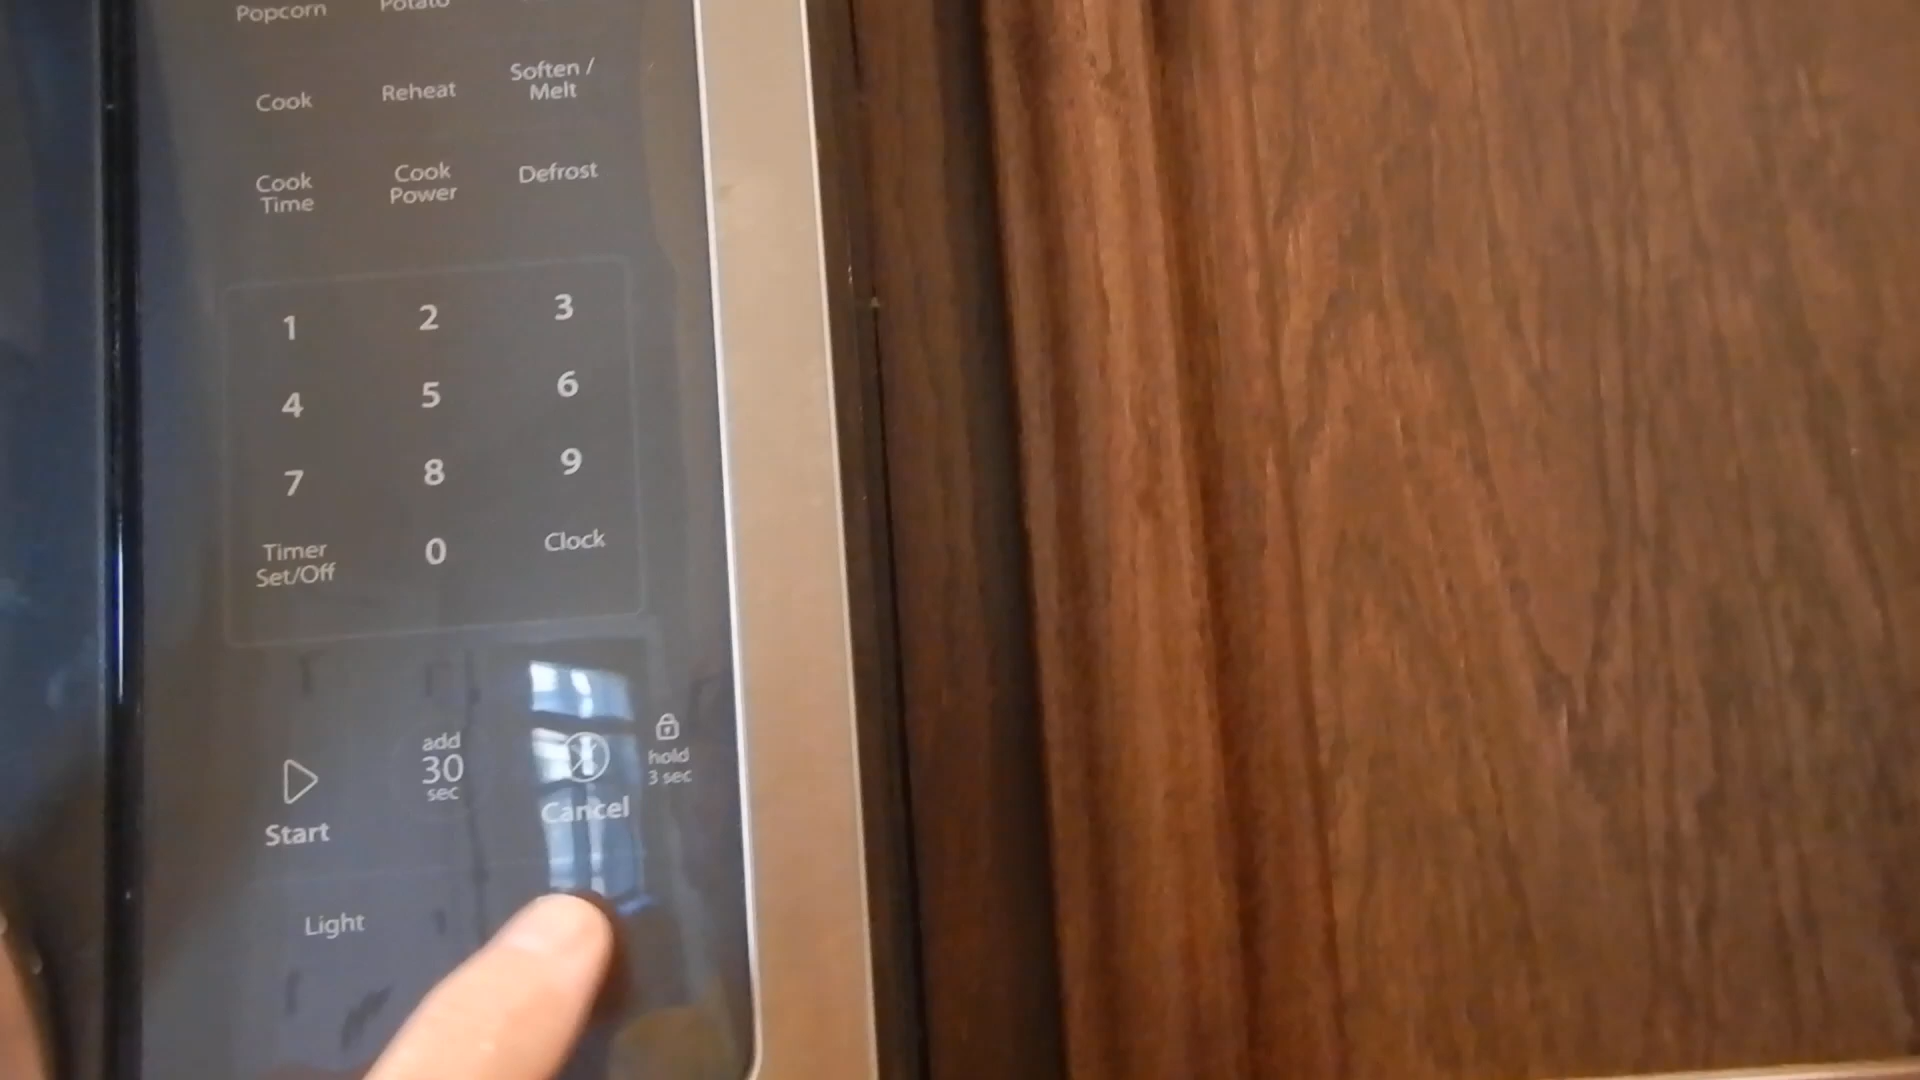 Popcorn
Potato
Cook
Reheat
Soften /
Melt
Cook
Time
Cook
Power
Defrost
1
2
3
4
5
6
7
8
9
Timer
Set/Off
0
Clock
Start
add
30
sec
Cancel
hold
3 sec
Light